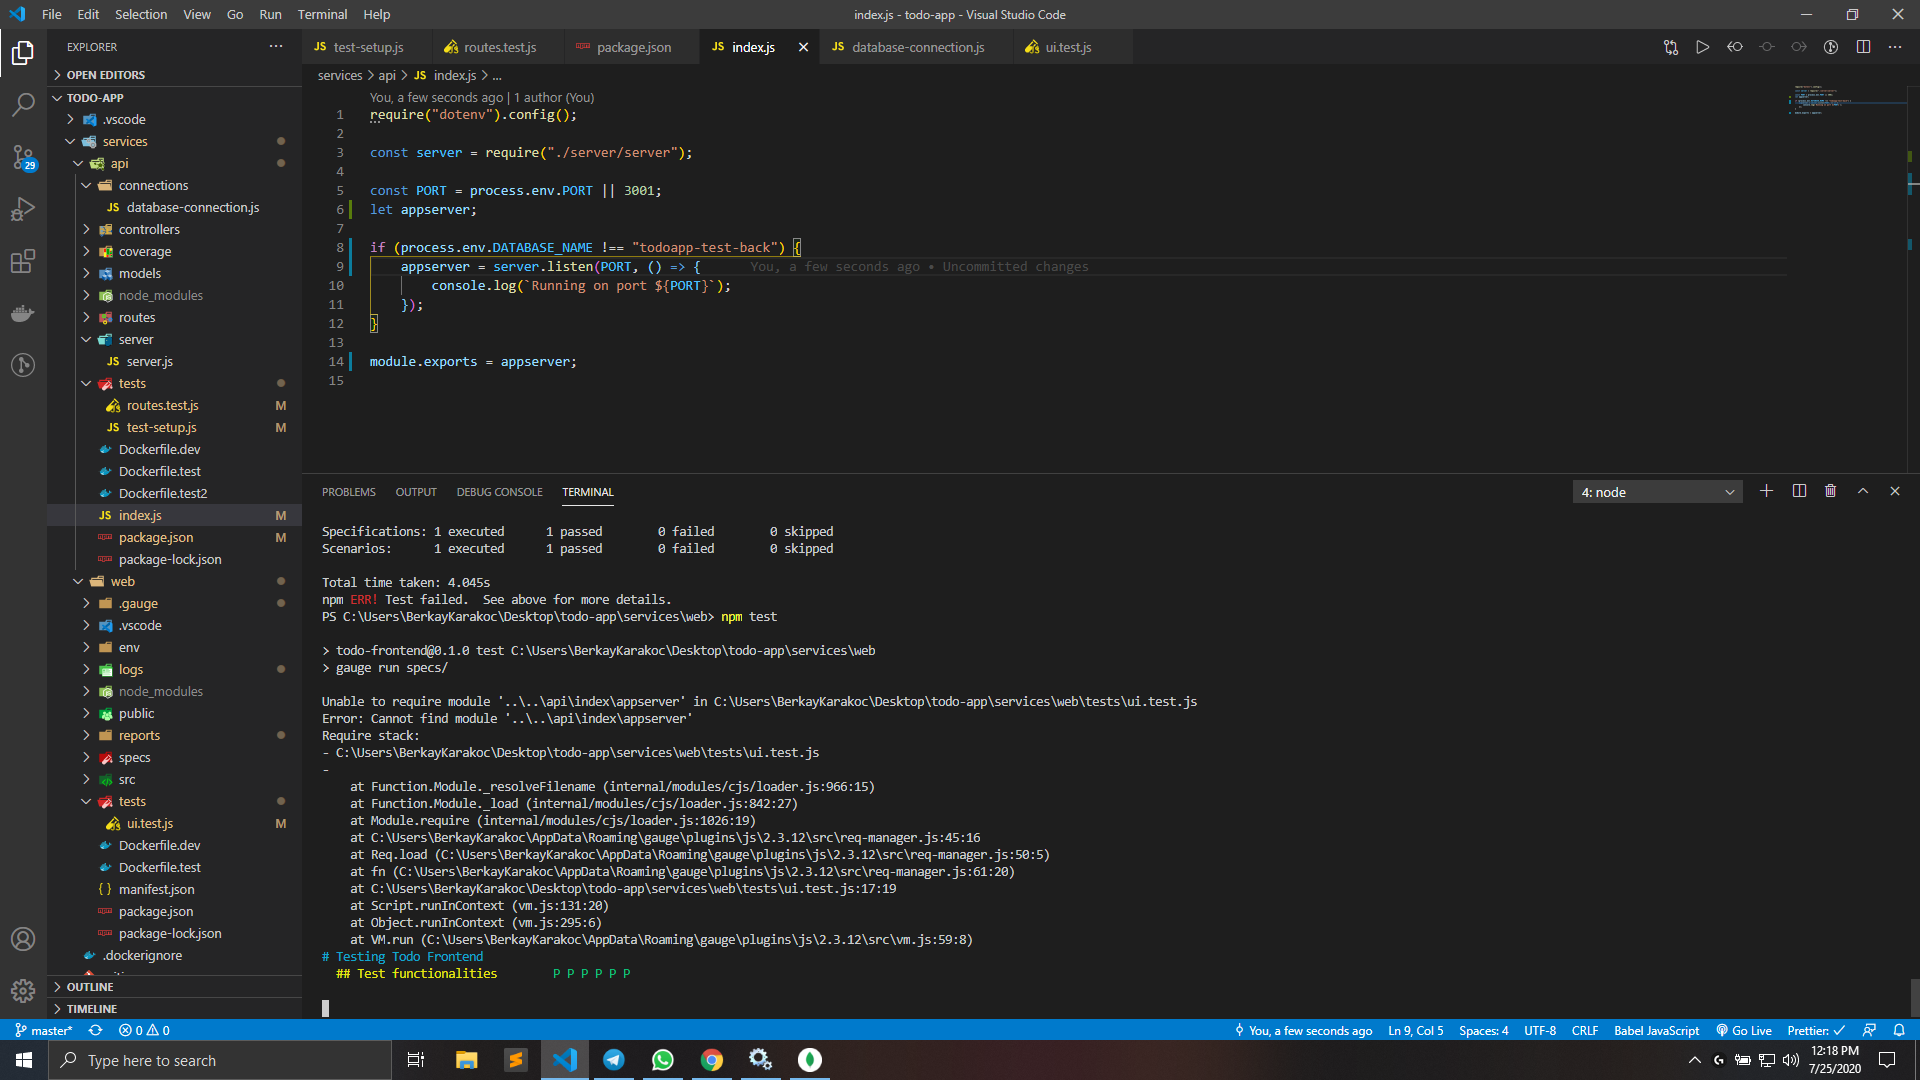 File Edit Selection View Go Run Terminal Help
index.js - todo-app - Visual Studio Code
EXPLORER
OPEN EDITORS
TODO-APP
.vscode
services
api
connections
JS database-connection.js
controllers
coverage
models
node_modules
routes
server
JS server.js
tests
routes.test.js M
JS test-setup.js M
Dockerfile.dev
Dockerfile.test
Dockerfile.test2
JS index.js M
package.json M
package-lock.json
web
.gauge
.vscode
env
logs
node_modules
public
reports
specs
src
tests
ui.test.js M
Dockerfile.dev
Dockerfile.test
{ } manifest.json
package.json
package-lock.json
.dockerignore
OUTLINE
TIMELINE
29
JS test-setup.js
routes.test.js
package.json
JS index.js
JS database-connection.js
ui.test.js
services > api > JS index.js > ...
You, a few seconds ago | 1 author (You)
1 require("dotenv").config();
2
3 const server = require("./server/server");
4
5 const PORT = process.env.PORT || 3001;
6 let appserver;
7
8 if (process.env.DATABASE_NAME !== "todoapp-test-back") {
9 appserver = server.listen(PORT, () => { You, a few seconds ago • Uncommitted changes
10 console.log(`Running on port ${PORT}`);
11 });
12 }
13
14 module.exports = appserver;
15
PROBLEMS OUTPUT DEBUG CONSOLE TERMINAL
4: node
Specifications: 1 executed 1 passed 0 failed 0 skipped
Scenarios: 1 executed 1 passed 0 failed 0 skipped
Total time taken: 4.045s
npm ERR! Test failed. See above for more details.
PS C:\Users\BerkayKarakoc\Desktop\todo-app\services\web> npm test
> todo-frontend@0.1.0 test C:\Users\BerkayKarakoc\Desktop\todo-app\services\web
> gauge run specs/
Unable to require module '..\..\api\index\appserver' in C:\Users\BerkayKarakoc\Desktop\todo-app\services\web\tests\ui.test.js
Error: Cannot find module '..\..\api\index\appserver'
Require stack:
- C:\Users\BerkayKarakoc\Desktop\todo-app\services\web\tests\ui.test.js
-
at Function.Module._resolveFilename (internal/modules/cjs/loader.js:966:15)
at Function.Module._load (internal/modules/cjs/loader.js:842:27)
at Module.require (internal/modules/cjs/loader.js:1026:19)
at C:\Users\BerkayKarakoc\AppData\Roaming\gauge\plugins\js\2.3.12\src\req-manager.js:45:16
at Req.load (C:\Users\BerkayKarakoc\AppData\Roaming\gauge\plugins\js\2.3.12\src\req-manager.js:50:5)
at fn (C:\Users\BerkayKarakoc\AppData\Roaming\gauge\plugins\js\2.3.12\src\req-manager.js:61:20)
at C:\Users\BerkayKarakoc\Desktop\todo-app\services\web\tests\ui.test.js:17:19
at Script.runInContext (vm.js:131:20)
at Object.runInContext (vm.js:295:6)
at VM.run (C:\Users\BerkayKarakoc\AppData\Roaming\gauge\plugins\js\2.3.12\src\vm.js:59:8)
# Testing Todo Frontend
## Test functionalities P P P P P P
master* 0 0
You, a few seconds ago Ln 9, Col 5 Spaces: 4 UTF-8 CRLF Babel JavaScript Go Live Prettier: ✓
Type here to search
12:18 PM
7/25/2020